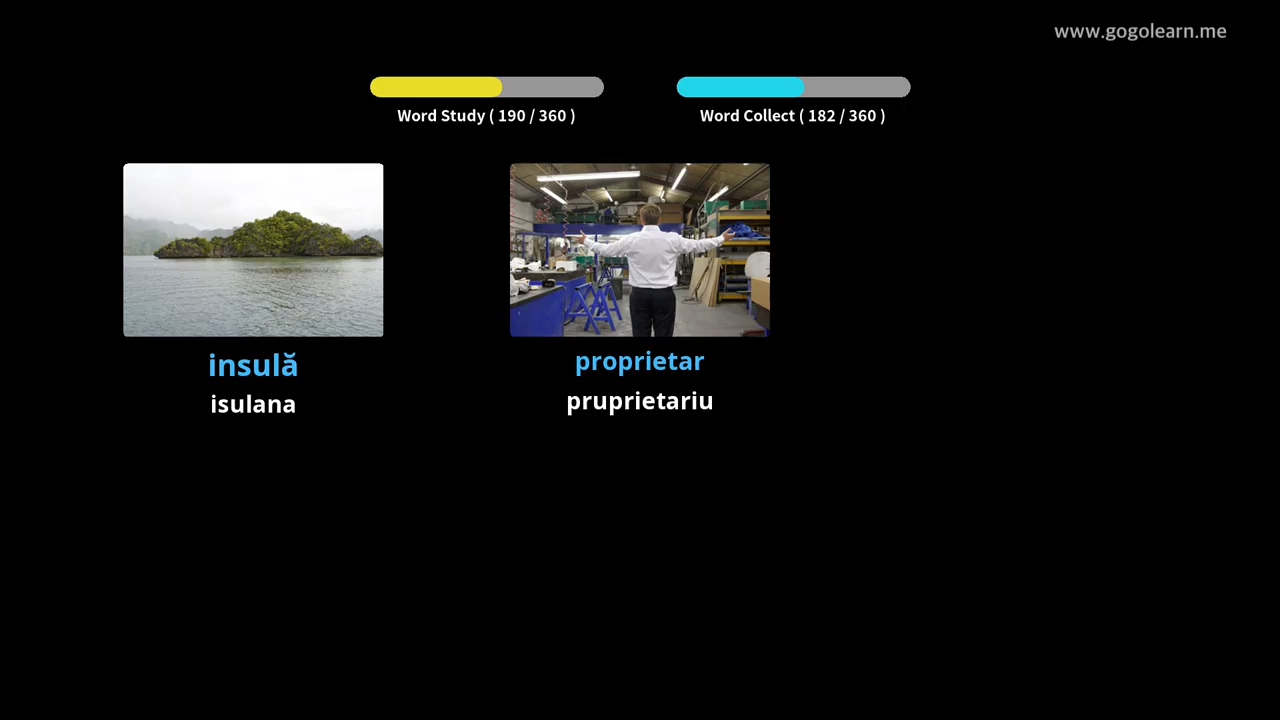 www.gogolearn.me
Word Study ( 190 / 360 )
Word Collect ( 182 / 360 )
insulă
isulana
proprietar
pruprietariu